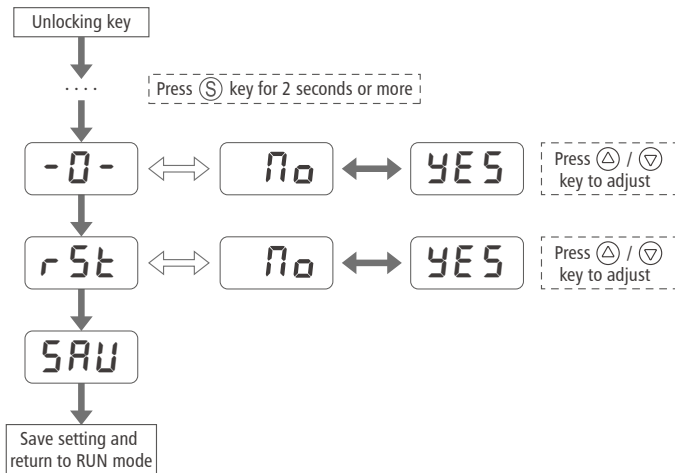 Unlocking key
....
Press Ⓢ key for 2 seconds or more
-0-
No
YES
Press △ / ▽
key to adjust
rSt
No
YES
Press △ / ▽
key to adjust
SAV
Save setting and
return to RUN mode